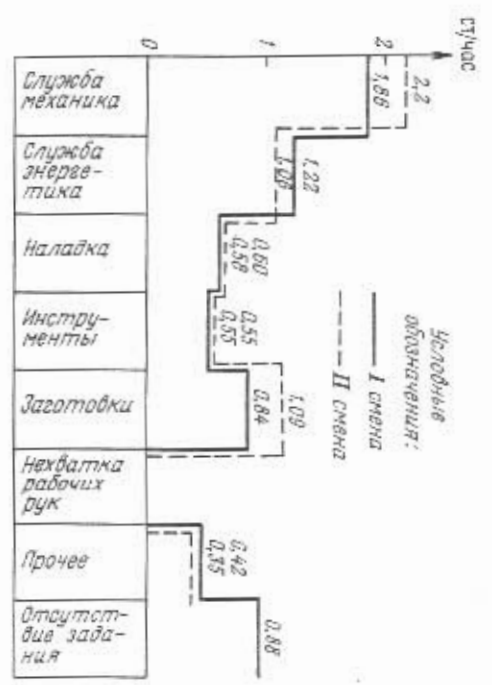 ст/час
0
1
2
Служба
механика
2,2
1,86
Служба
энерге-
тика
1,22
1,06
Наладка
0,60
0,58
Инстру-
менты
0,55
0,55
Заготовки
1,09
0,84
Нехватка
рабочих
рук
Прочее
0,42
0,35
Отсутст-
вие зада-
ния
0,88
Условные
обозначения:
I смена
II смена